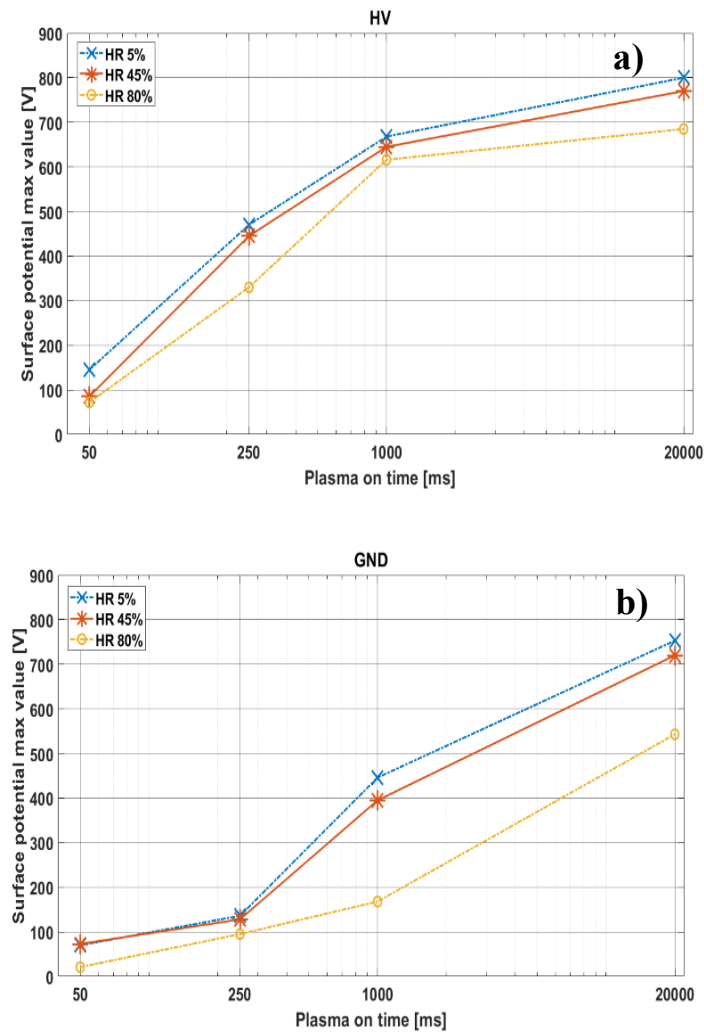 HV
a)
HR 5%
HR 45%
HR 80%
Surface potential max value [V]
900
800
700
600
500
400
300
200
100
0
50
250
1000
20000
Plasma on time [ms]
GND
b)
HR 5%
HR 45%
HR 80%
Surface potential max value [V]
900
800
700
600
500
400
300
200
100
0
50
250
1000
20000
Plasma on time [ms]